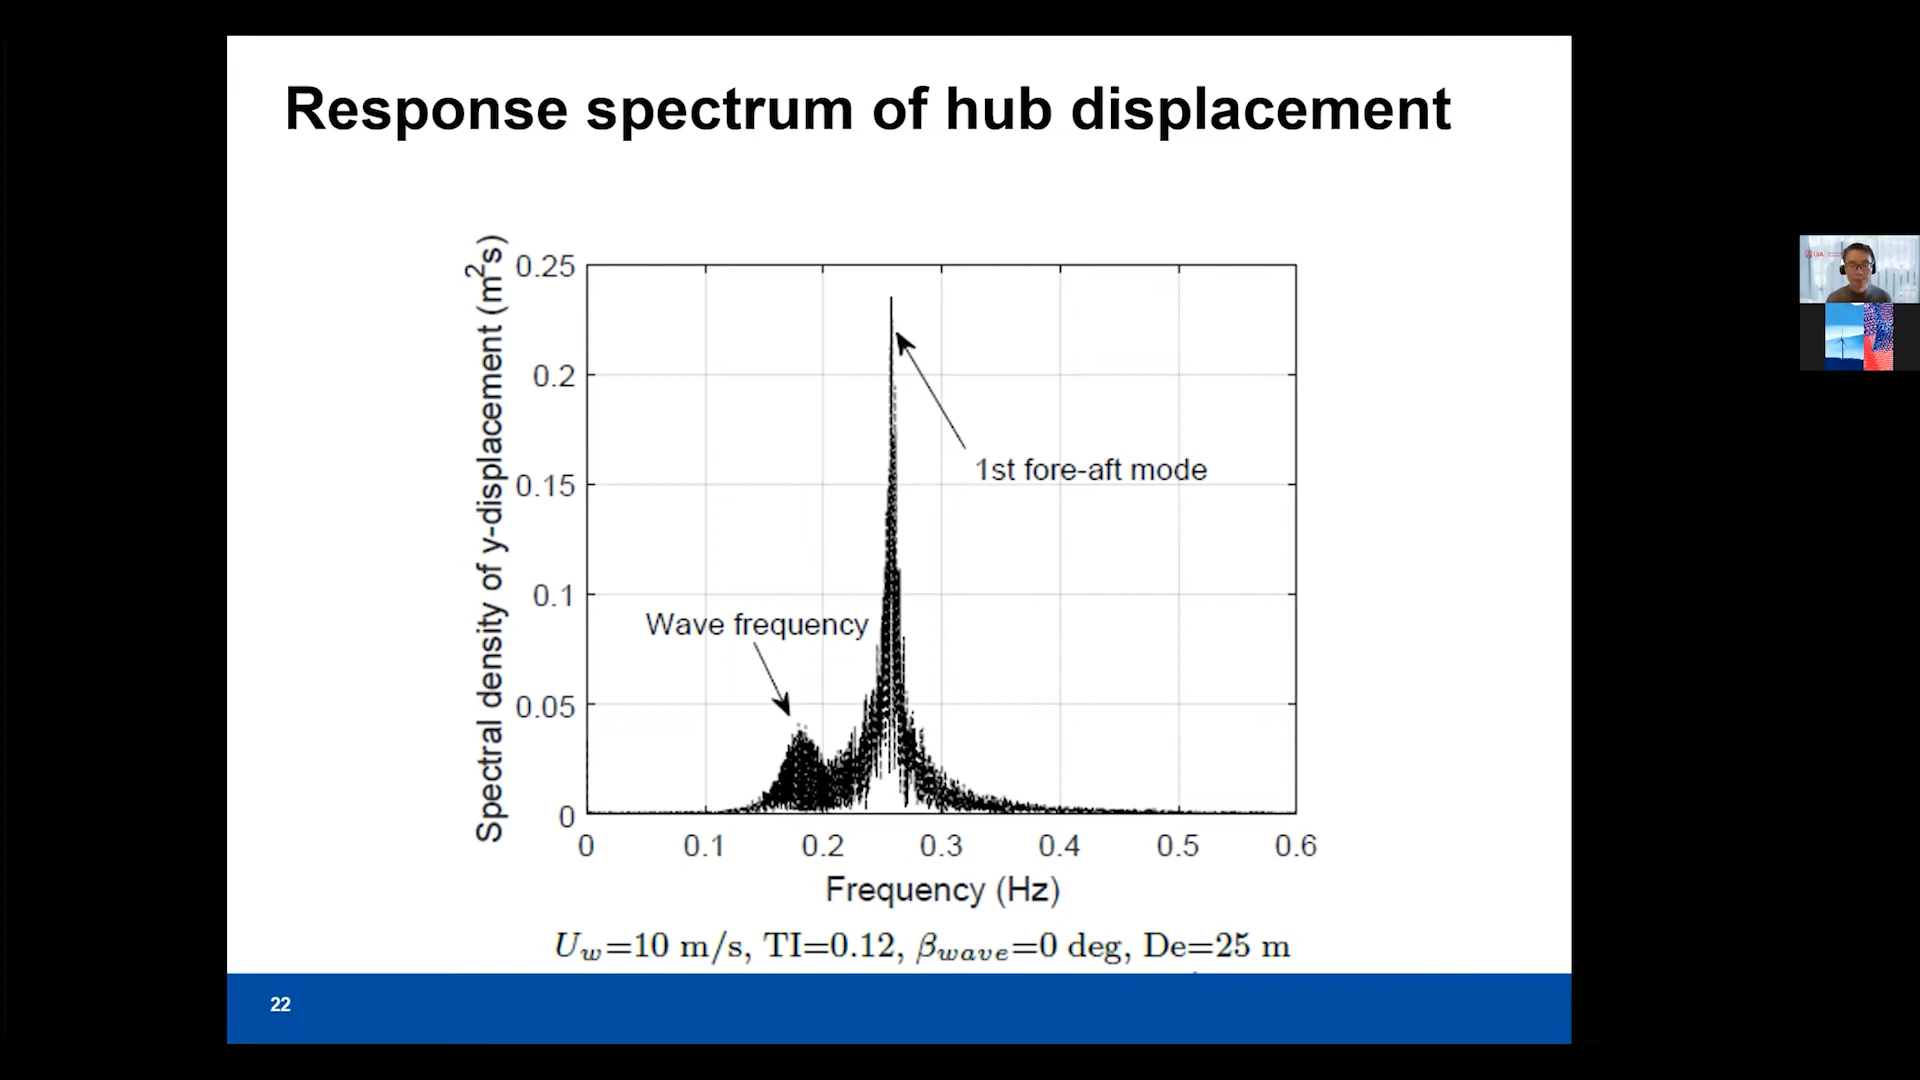 Response spectrum of hub displacement
Spectral density of y-displacement (m²s)
0.25
0.2
0.15
0.1
0.05
0
1st fore-aft mode
Wave frequency
0 0.1 0.2 0.3 0.4 0.5 0.6
Frequency (Hz)
U_w=10 m/s, TI=0.12, β_wave=0 deg, De=25 m
22
UiA